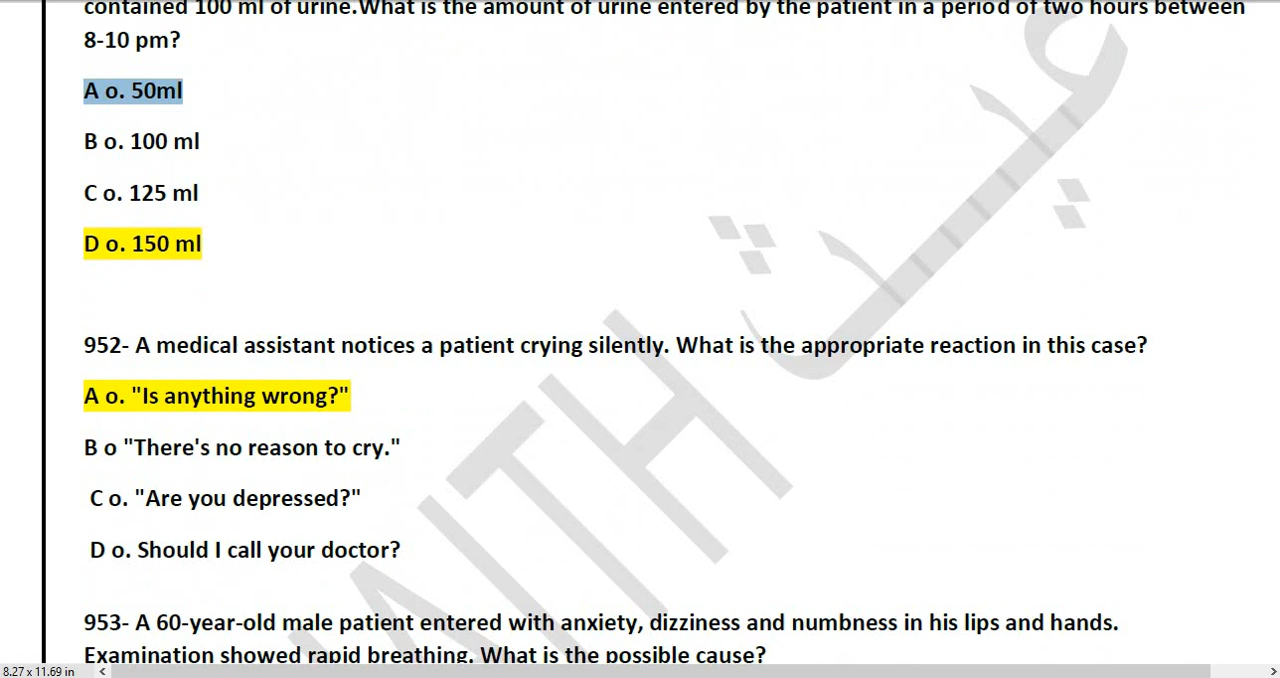 contained 100 ml of urine.What is the amount of urine entered by the patient in a period of two hours between
8-10 pm?
A o. 50ml
B o. 100 ml
C o. 125 ml
D o. 150 ml
952- A medical assistant notices a patient crying silently. What is the appropriate reaction in this case?
A o. "Is anything wrong?"
B o "There's no reason to cry."
C o. "Are you depressed?"
D o. Should I call your doctor?
953- A 60-year-old male patient entered with anxiety, dizziness and numbness in his lips and hands.
Examination showed rapid breathing. What is the possible cause?
8.27 x 11.69 in